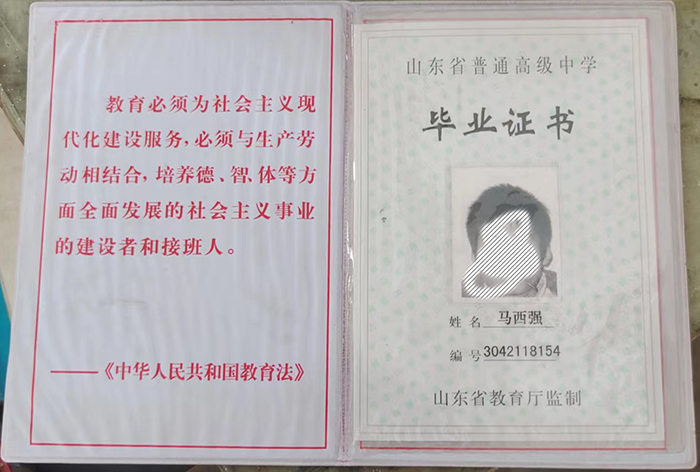 教育必须为社会主义现
代化建设服务，必须与生产劳
动相结合，培养德、智、体等方
面全面发展的社会主义事业
的建设者和接班人。
——《中华人民共和国教育法》
山东省普通高级中学
毕业证书
姓名 马西强
编号 3042118154
山东省教育厅监制